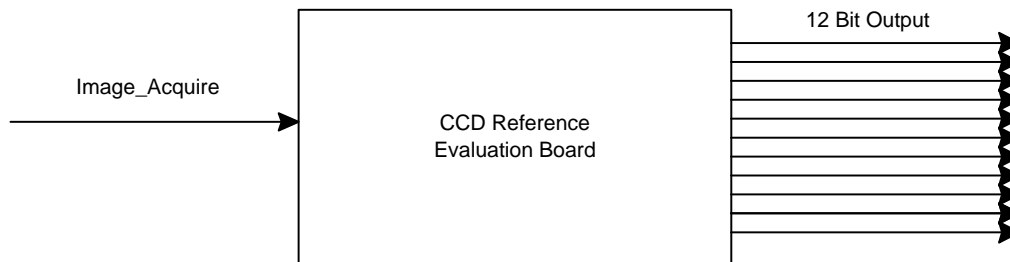 12 Bit Output
Image_Acquire
CCD Reference
Evaluation Board